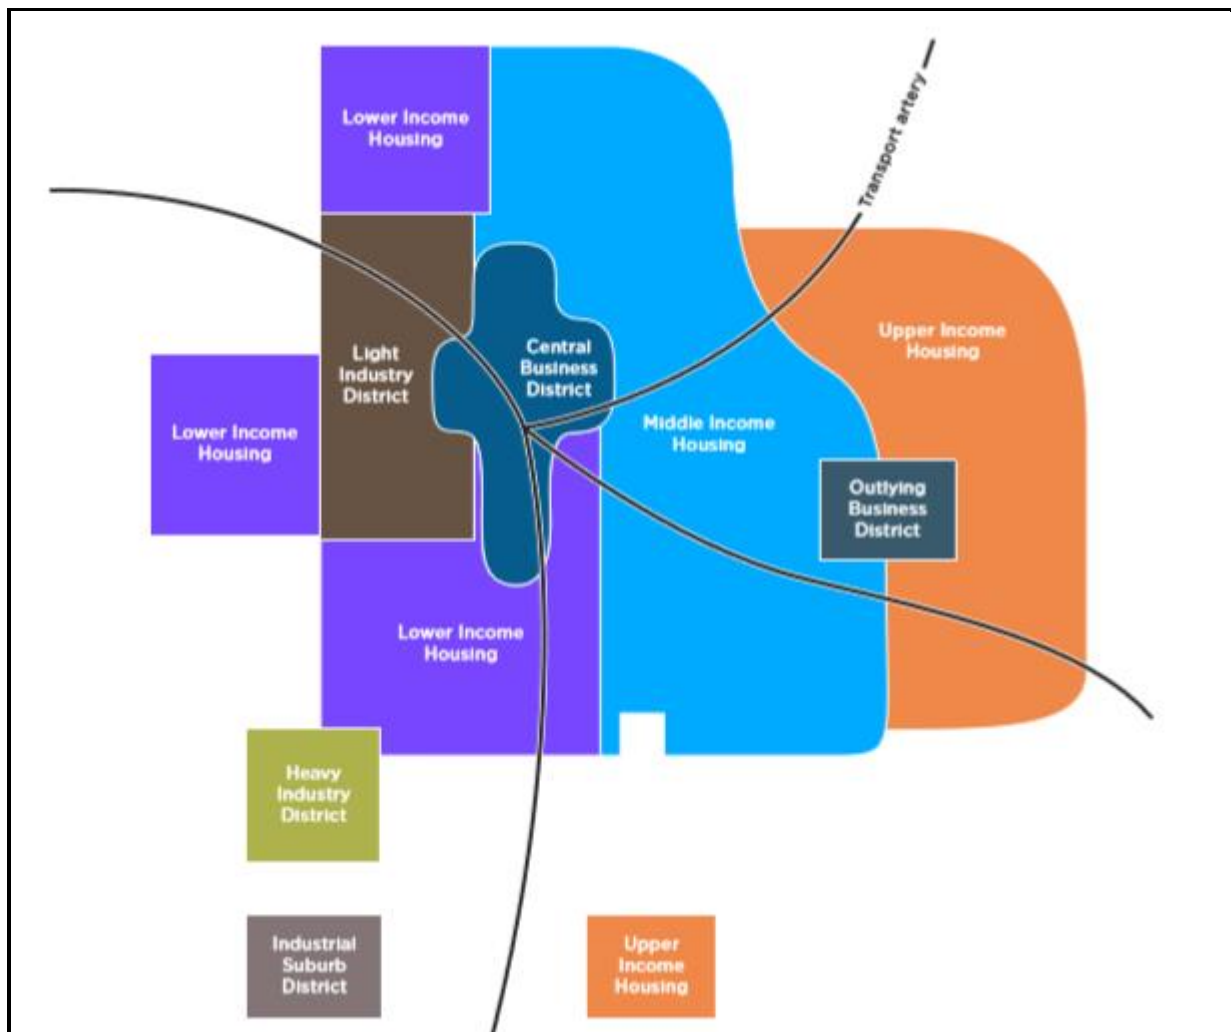 Lower Income
Housing
Transport artery
Upper Income
Housing
Light
Industry
District
Central
Business
District
Lower Income
Housing
Middle Income
Housing
Outlying
Business
District
Lower Income
Housing
Heavy
Industry
District
Industrial
Suburb
District
Upper
Income
Housing